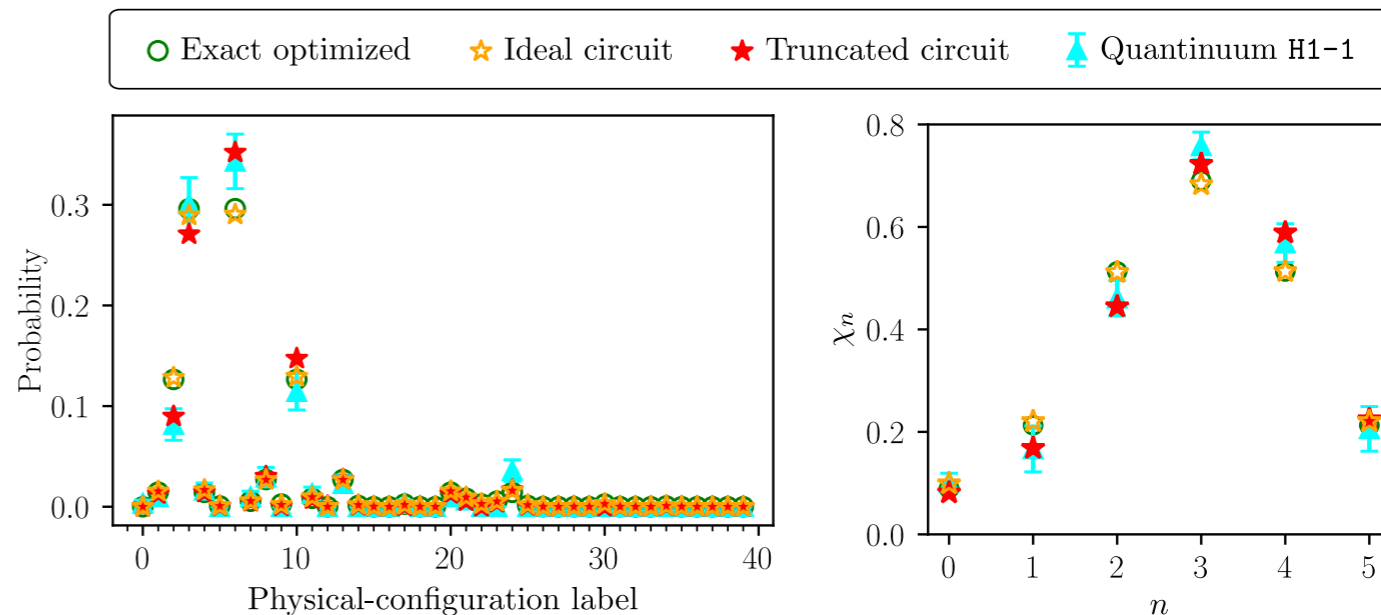 Exact optimized Ideal circuit Truncated circuit Quantinuum H1-1
Probability
0.3
0.2
0.1
0.0
0 10 20 30 40
Physical-configuration label
χn
0.8
0.6
0.4
0.2
0.0
0 1 2 3 4 5
n